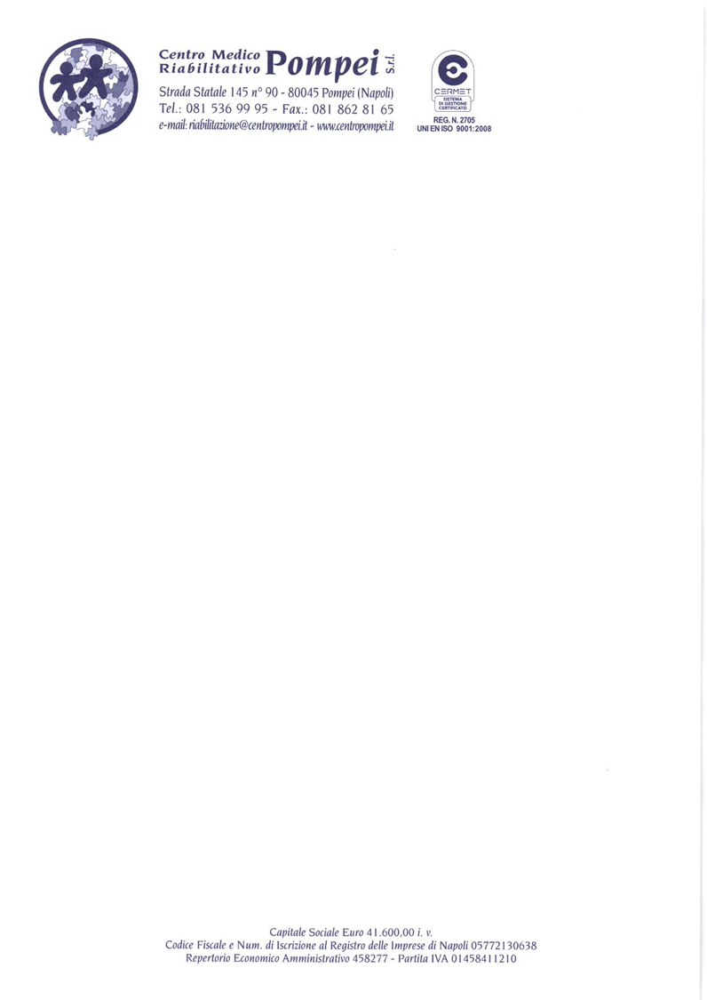 Centro Medico
Riabilitativo Pompei S.r.l.
Strada Statale 145 n° 90 - 80045 Pompei (Napoli)
Tel.: 081 536 99 95 - Fax.: 081 862 81 65
e-mail: riabilitazione@centropompei.it - www.centropompei.it
CERMET
SISTEMA
DI GESTIONE
CERTIFICATO
REG. N. 2705
UNI EN ISO 9001:2008
Capitale Sociale Euro 41.600,00 i. v.
Codice Fiscale e Num. di Iscrizione al Registro delle Imprese di Napoli 05772130638
Repertorio Economico Amministrativo 458277 - Partita IVA 01458411210